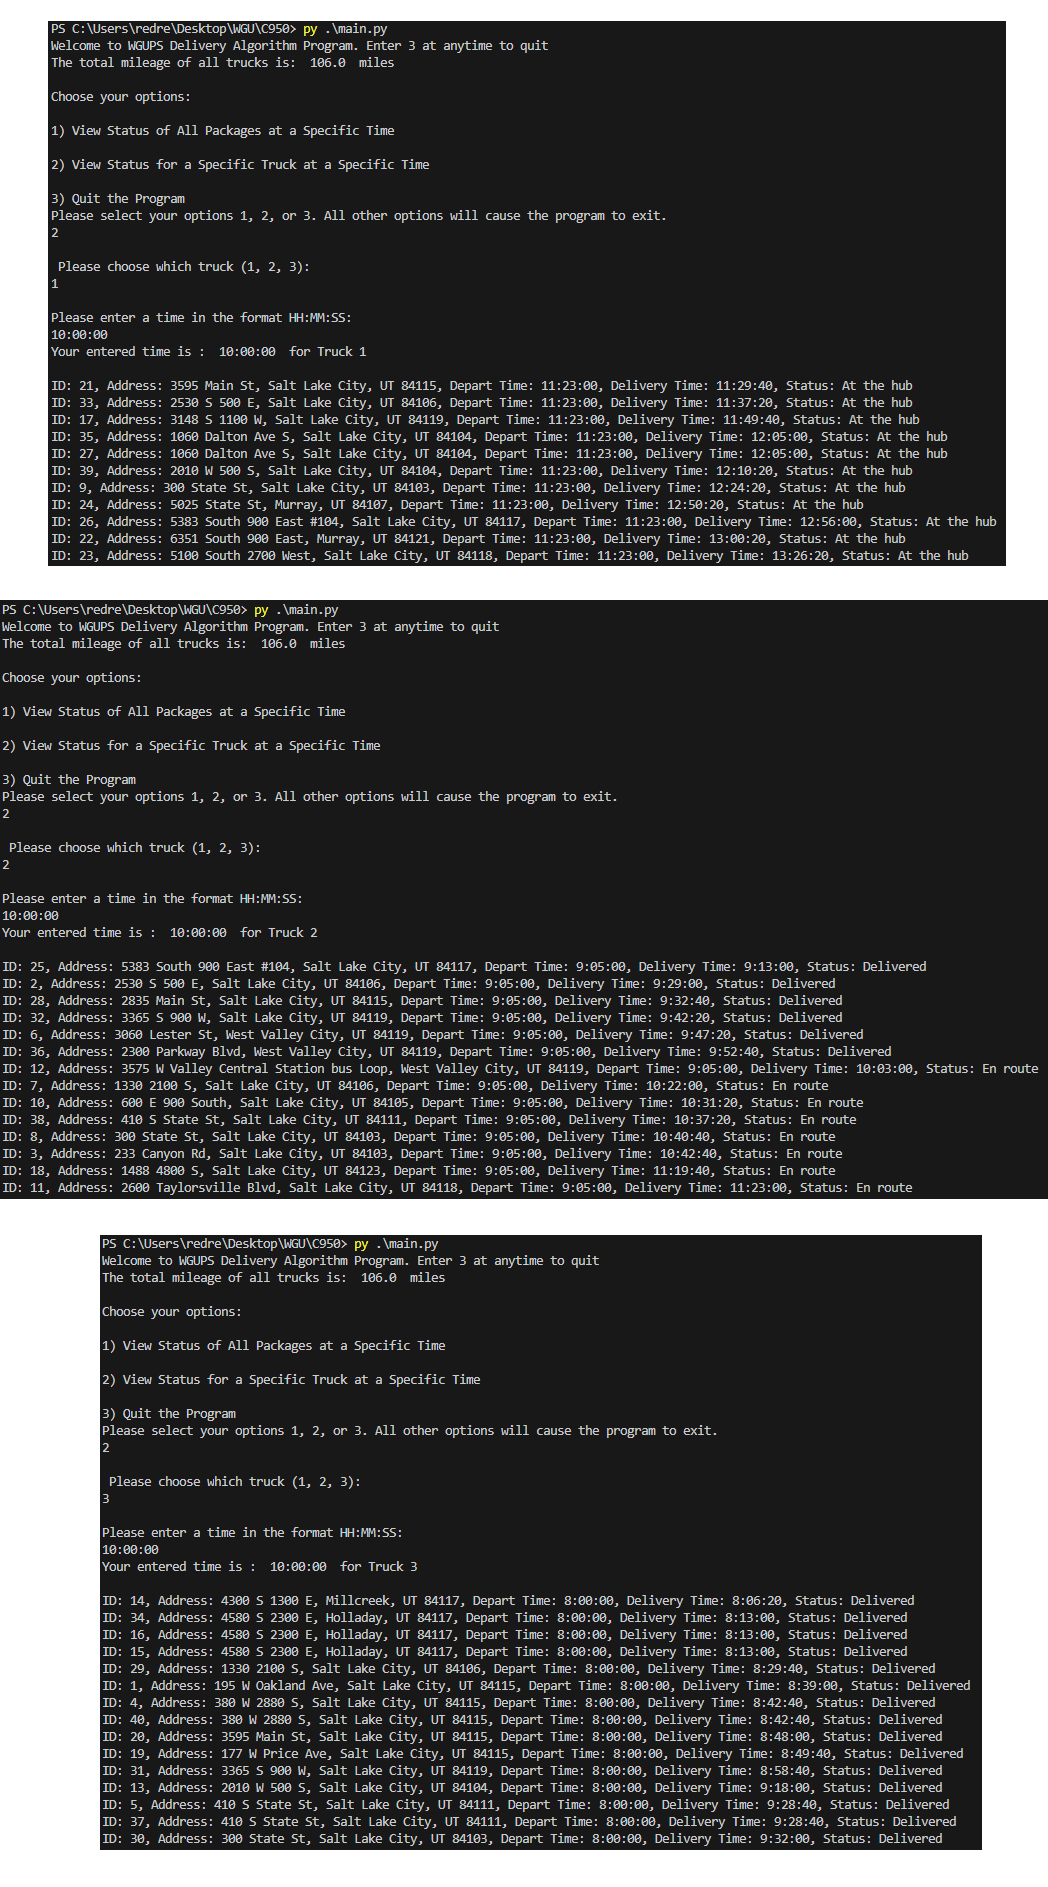 PS C:\Users\redre\Desktop\WGU\C950> py .\main.py
Welcome to WGUPS Delivery Algorithm Program. Enter 3 at anytime to quit
The total mileage of all trucks is:  106.0  miles
Choose your options:
1) View Status of All Packages at a Specific Time
2) View Status for a Specific Truck at a Specific Time
3) Quit the Program
Please select your options 1, 2, or 3. All other options will cause the program to exit.
2
Please choose which truck (1, 2, 3):
1
Please enter a time in the format HH:MM:SS:
10:00:00
Your entered time is :  10:00:00  for Truck 1
ID: 21, Address: 3595 Main St, Salt Lake City, UT 84115, Depart Time: 11:23:00, Delivery Time: 11:29:40, Status: At the hub
ID: 33, Address: 2530 S 500 E, Salt Lake City, UT 84106, Depart Time: 11:23:00, Delivery Time: 11:37:20, Status: At the hub
ID: 17, Address: 3148 S 1100 W, Salt Lake City, UT 84119, Depart Time: 11:23:00, Delivery Time: 11:49:40, Status: At the hub
ID: 35, Address: 1060 Dalton Ave S, Salt Lake City, UT 84104, Depart Time: 11:23:00, Delivery Time: 12:05:00, Status: At the hub
ID: 27, Address: 1060 Dalton Ave S, Salt Lake City, UT 84104, Depart Time: 11:23:00, Delivery Time: 12:05:00, Status: At the hub
ID: 39, Address: 2010 W 500 S, Salt Lake City, UT 84104, Depart Time: 11:23:00, Delivery Time: 12:10:20, Status: At the hub
ID: 9, Address: 300 State St, Salt Lake City, UT 84103, Depart Time: 11:23:00, Delivery Time: 12:24:20, Status: At the hub
ID: 24, Address: 5025 State St, Murray, UT 84107, Depart Time: 11:23:00, Delivery Time: 12:50:20, Status: At the hub
ID: 26, Address: 5383 South 900 East #104, Salt Lake City, UT 84117, Depart Time: 11:23:00, Delivery Time: 12:56:00, Status: At the hub
ID: 22, Address: 6351 South 900 East, Murray, UT 84121, Depart Time: 11:23:00, Delivery Time: 13:00:20, Status: At the hub
ID: 23, Address: 5100 South 2700 West, Salt Lake City, UT 84118, Depart Time: 11:23:00, Delivery Time: 13:26:20, Status: At the hub
PS C:\Users\redre\Desktop\WGU\C950> py .\main.py
Welcome to WGUPS Delivery Algorithm Program. Enter 3 at anytime to quit
The total mileage of all trucks is:  106.0  miles
Choose your options:
1) View Status of All Packages at a Specific Time
2) View Status for a Specific Truck at a Specific Time
3) Quit the Program
Please select your options 1, 2, or 3. All other options will cause the program to exit.
2
Please choose which truck (1, 2, 3):
2
Please enter a time in the format HH:MM:SS:
10:00:00
Your entered time is :  10:00:00  for Truck 2
ID: 25, Address: 5383 South 900 East #104, Salt Lake City, UT 84117, Depart Time: 9:05:00, Delivery Time: 9:13:00, Status: Delivered
ID: 2, Address: 2530 S 500 E, Salt Lake City, UT 84106, Depart Time: 9:05:00, Delivery Time: 9:29:00, Status: Delivered
ID: 28, Address: 2835 Main St, Salt Lake City, UT 84115, Depart Time: 9:05:00, Delivery Time: 9:32:40, Status: Delivered
ID: 32, Address: 3365 S 900 W, Salt Lake City, UT 84119, Depart Time: 9:05:00, Delivery Time: 9:42:20, Status: Delivered
ID: 6, Address: 3060 Lester St, West Valley City, UT 84119, Depart Time: 9:05:00, Delivery Time: 9:47:20, Status: Delivered
ID: 36, Address: 2300 Parkway Blvd, West Valley City, UT 84119, Depart Time: 9:05:00, Delivery Time: 9:52:40, Status: Delivered
ID: 12, Address: 3575 W Valley Central Station bus Loop, West Valley City, UT 84119, Depart Time: 9:05:00, Delivery Time: 10:03:00, Status: En route
ID: 7, Address: 1330 2100 S, Salt Lake City, UT 84106, Depart Time: 9:05:00, Delivery Time: 10:22:00, Status: En route
ID: 10, Address: 600 E 900 South, Salt Lake City, UT 84105, Depart Time: 9:05:00, Delivery Time: 10:31:20, Status: En route
ID: 38, Address: 410 S State St, Salt Lake City, UT 84111, Depart Time: 9:05:00, Delivery Time: 10:37:20, Status: En route
ID: 8, Address: 300 State St, Salt Lake City, UT 84103, Depart Time: 9:05:00, Delivery Time: 10:40:40, Status: En route
ID: 3, Address: 233 Canyon Rd, Salt Lake City, UT 84103, Depart Time: 9:05:00, Delivery Time: 10:42:40, Status: En route
ID: 18, Address: 1488 4800 S, Salt Lake City, UT 84123, Depart Time: 9:05:00, Delivery Time: 11:19:40, Status: En route
ID: 11, Address: 2600 Taylorsville Blvd, Salt Lake City, UT 84118, Depart Time: 9:05:00, Delivery Time: 11:23:00, Status: En route
PS C:\Users\redre\Desktop\WGU\C950> py .\main.py
Welcome to WGUPS Delivery Algorithm Program. Enter 3 at anytime to quit
The total mileage of all trucks is:  106.0  miles
Choose your options:
1) View Status of All Packages at a Specific Time
2) View Status for a Specific Truck at a Specific Time
3) Quit the Program
Please select your options 1, 2, or 3. All other options will cause the program to exit.
2
Please choose which truck (1, 2, 3):
3
Please enter a time in the format HH:MM:SS:
10:00:00
Your entered time is :  10:00:00  for Truck 3
ID: 14, Address: 4300 S 1300 E, Millcreek, UT 84117, Depart Time: 8:00:00, Delivery Time: 8:06:20, Status: Delivered
ID: 34, Address: 4580 S 2300 E, Holladay, UT 84117, Depart Time: 8:00:00, Delivery Time: 8:13:00, Status: Delivered
ID: 16, Address: 4580 S 2300 E, Holladay, UT 84117, Depart Time: 8:00:00, Delivery Time: 8:13:00, Status: Delivered
ID: 15, Address: 4580 S 2300 E, Holladay, UT 84117, Depart Time: 8:00:00, Delivery Time: 8:13:00, Status: Delivered
ID: 29, Address: 1330 2100 S, Salt Lake City, UT 84106, Depart Time: 8:00:00, Delivery Time: 8:29:40, Status: Delivered
ID: 1, Address: 195 W Oakland Ave, Salt Lake City, UT 84115, Depart Time: 8:00:00, Delivery Time: 8:39:00, Status: Delivered
ID: 4, Address: 380 W 2880 S, Salt Lake City, UT 84115, Depart Time: 8:00:00, Delivery Time: 8:42:40, Status: Delivered
ID: 40, Address: 380 W 2880 S, Salt Lake City, UT 84115, Depart Time: 8:00:00, Delivery Time: 8:42:40, Status: Delivered
ID: 20, Address: 3595 Main St, Salt Lake City, UT 84115, Depart Time: 8:00:00, Delivery Time: 8:48:00, Status: Delivered
ID: 19, Address: 177 W Price Ave, Salt Lake City, UT 84115, Depart Time: 8:00:00, Delivery Time: 8:49:40, Status: Delivered
ID: 31, Address: 3365 S 900 W, Salt Lake City, UT 84119, Depart Time: 8:00:00, Delivery Time: 8:58:40, Status: Delivered
ID: 13, Address: 2010 W 500 S, Salt Lake City, UT 84104, Depart Time: 8:00:00, Delivery Time: 9:18:00, Status: Delivered
ID: 5, Address: 410 S State St, Salt Lake City, UT 84111, Depart Time: 8:00:00, Delivery Time: 9:28:40, Status: Delivered
ID: 37, Address: 410 S State St, Salt Lake City, UT 84111, Depart Time: 8:00:00, Delivery Time: 9:28:40, Status: Delivered
ID: 30, Address: 300 State St, Salt Lake City, UT 84103, Depart Time: 8:00:00, Delivery Time: 9:32:00, Status: Delivered